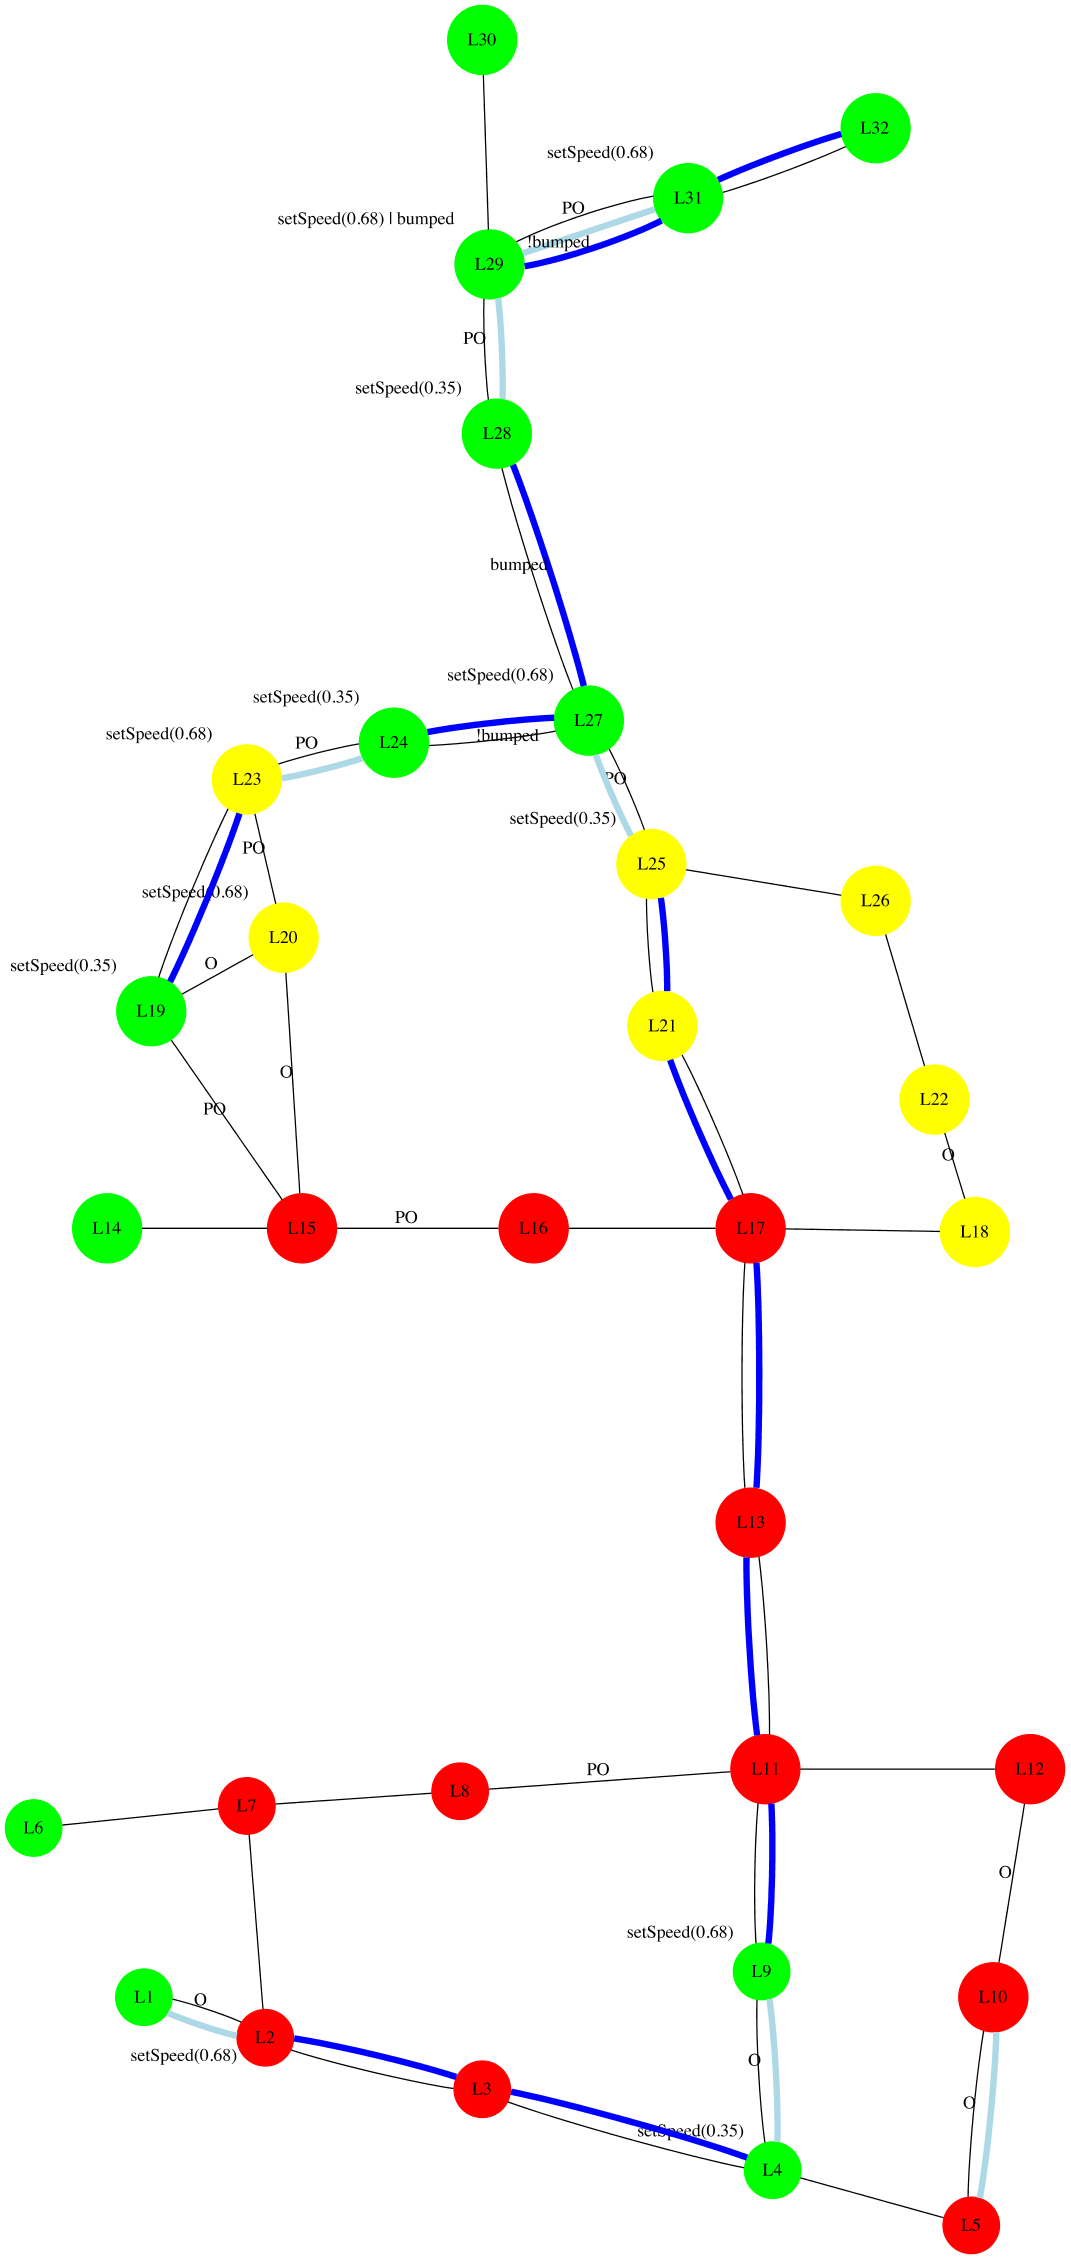 L30
L32
setSpeed(0.68)
L31
PO
setSpeed(0.68) | bumped
!bumped
L29
PO
setSpeed(0.35)
L28
bumped
setSpeed(0.68)
setSpeed(0.35)
L27
setSpeed(0.68)
!bumped
PO
L24
L23
PO
setSpeed(0.35)
PO
L25
setSpeed(0.68)
L26
L20
O
setSpeed(0.35)
L19
L21
O
L22
PO
O
L14
L15
PO
L16
L17
L18
L13
L11
L12
PO
L8
L7
L6
O
setSpeed(0.68)
L9
L1
O
L10
L2
setSpeed(0.68)
O
L3
O
setSpeed(0.35)
L4
L5